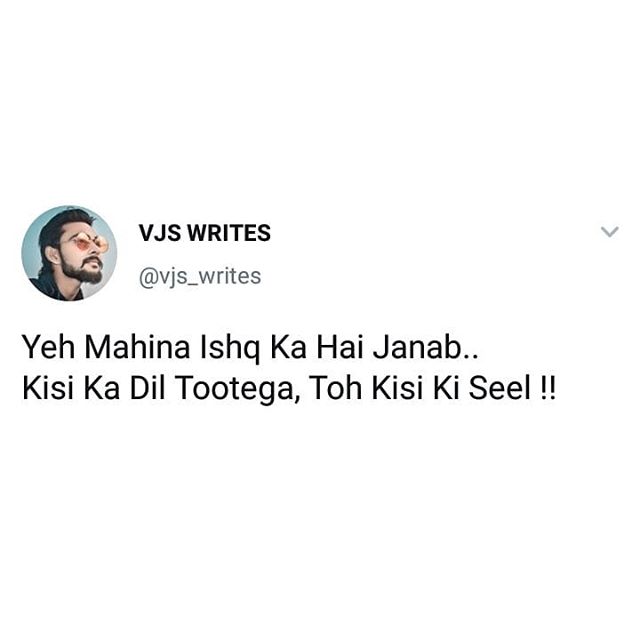 VJS WRITES
@vjs_writes
Yeh Mahina Ishq Ka Hai Janab..
Kisi Ka Dil Tootega, Toh Kisi Ki Seel !!